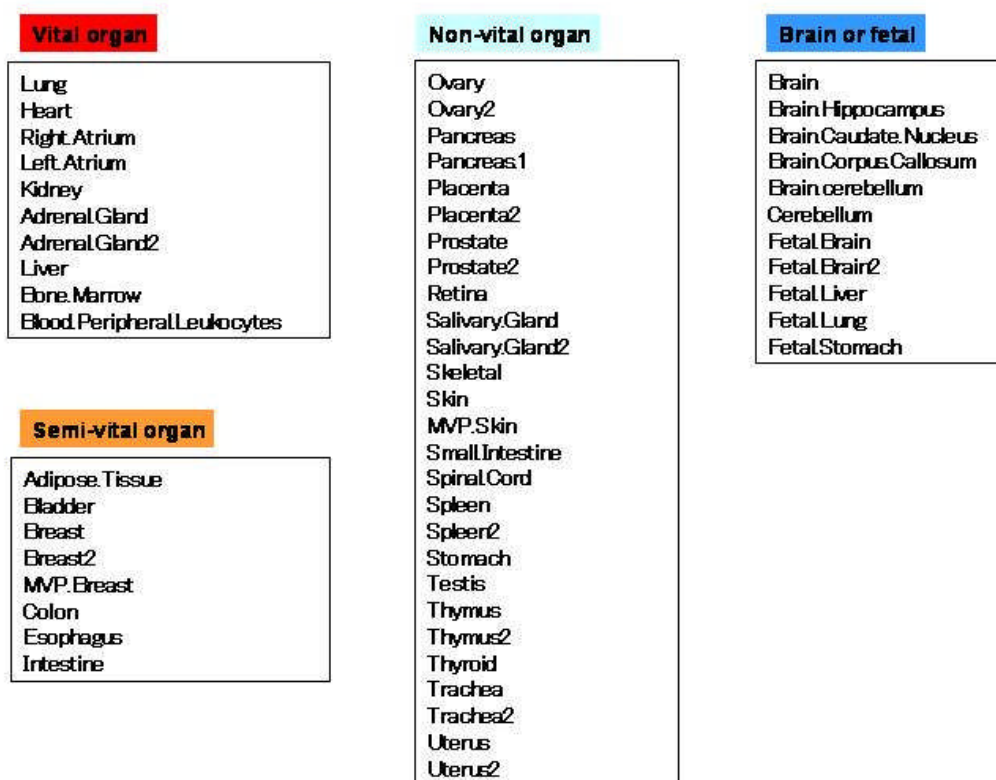 Vital organ
Lung
Heart
Right.Atrium
Left.Atrium
Kidney
Adrenal.Gland
Adrenal.Gland2
Liver
Bone.Marrow
Blood.Peripheral.Leukocytes
Semi-vital organ
Adipose.Tissue
Bladder
Breast
Breast2
MVP.Breast
Colon
Esophagus
Intestine
Non-vital organ
Ovary
Ovary2
Pancreas
Pancreas.1
Placenta
Placenta2
Prostate
Prostate2
Retina
Salivary.Gland
Salivary.Gland2
Skeletal
Skin
MVP.Skin
Small.Intestine
Spinal.Cord
Spleen
Spleen2
Stomach
Testis
Thymus
Thymus2
Thyroid
Trachea
Trachea2
Uterus
Uterus2
Brain or fetal
Brain
Brain.Hippocampus
Brain.Caudate.Nucleus
Brain.Corpus.Callosum
Brain.cerebellum
Cerebellum
Fetal.Brain
Fetal.Brain2
Fetal.Liver
Fetal.Lung
Fetal.Stomach